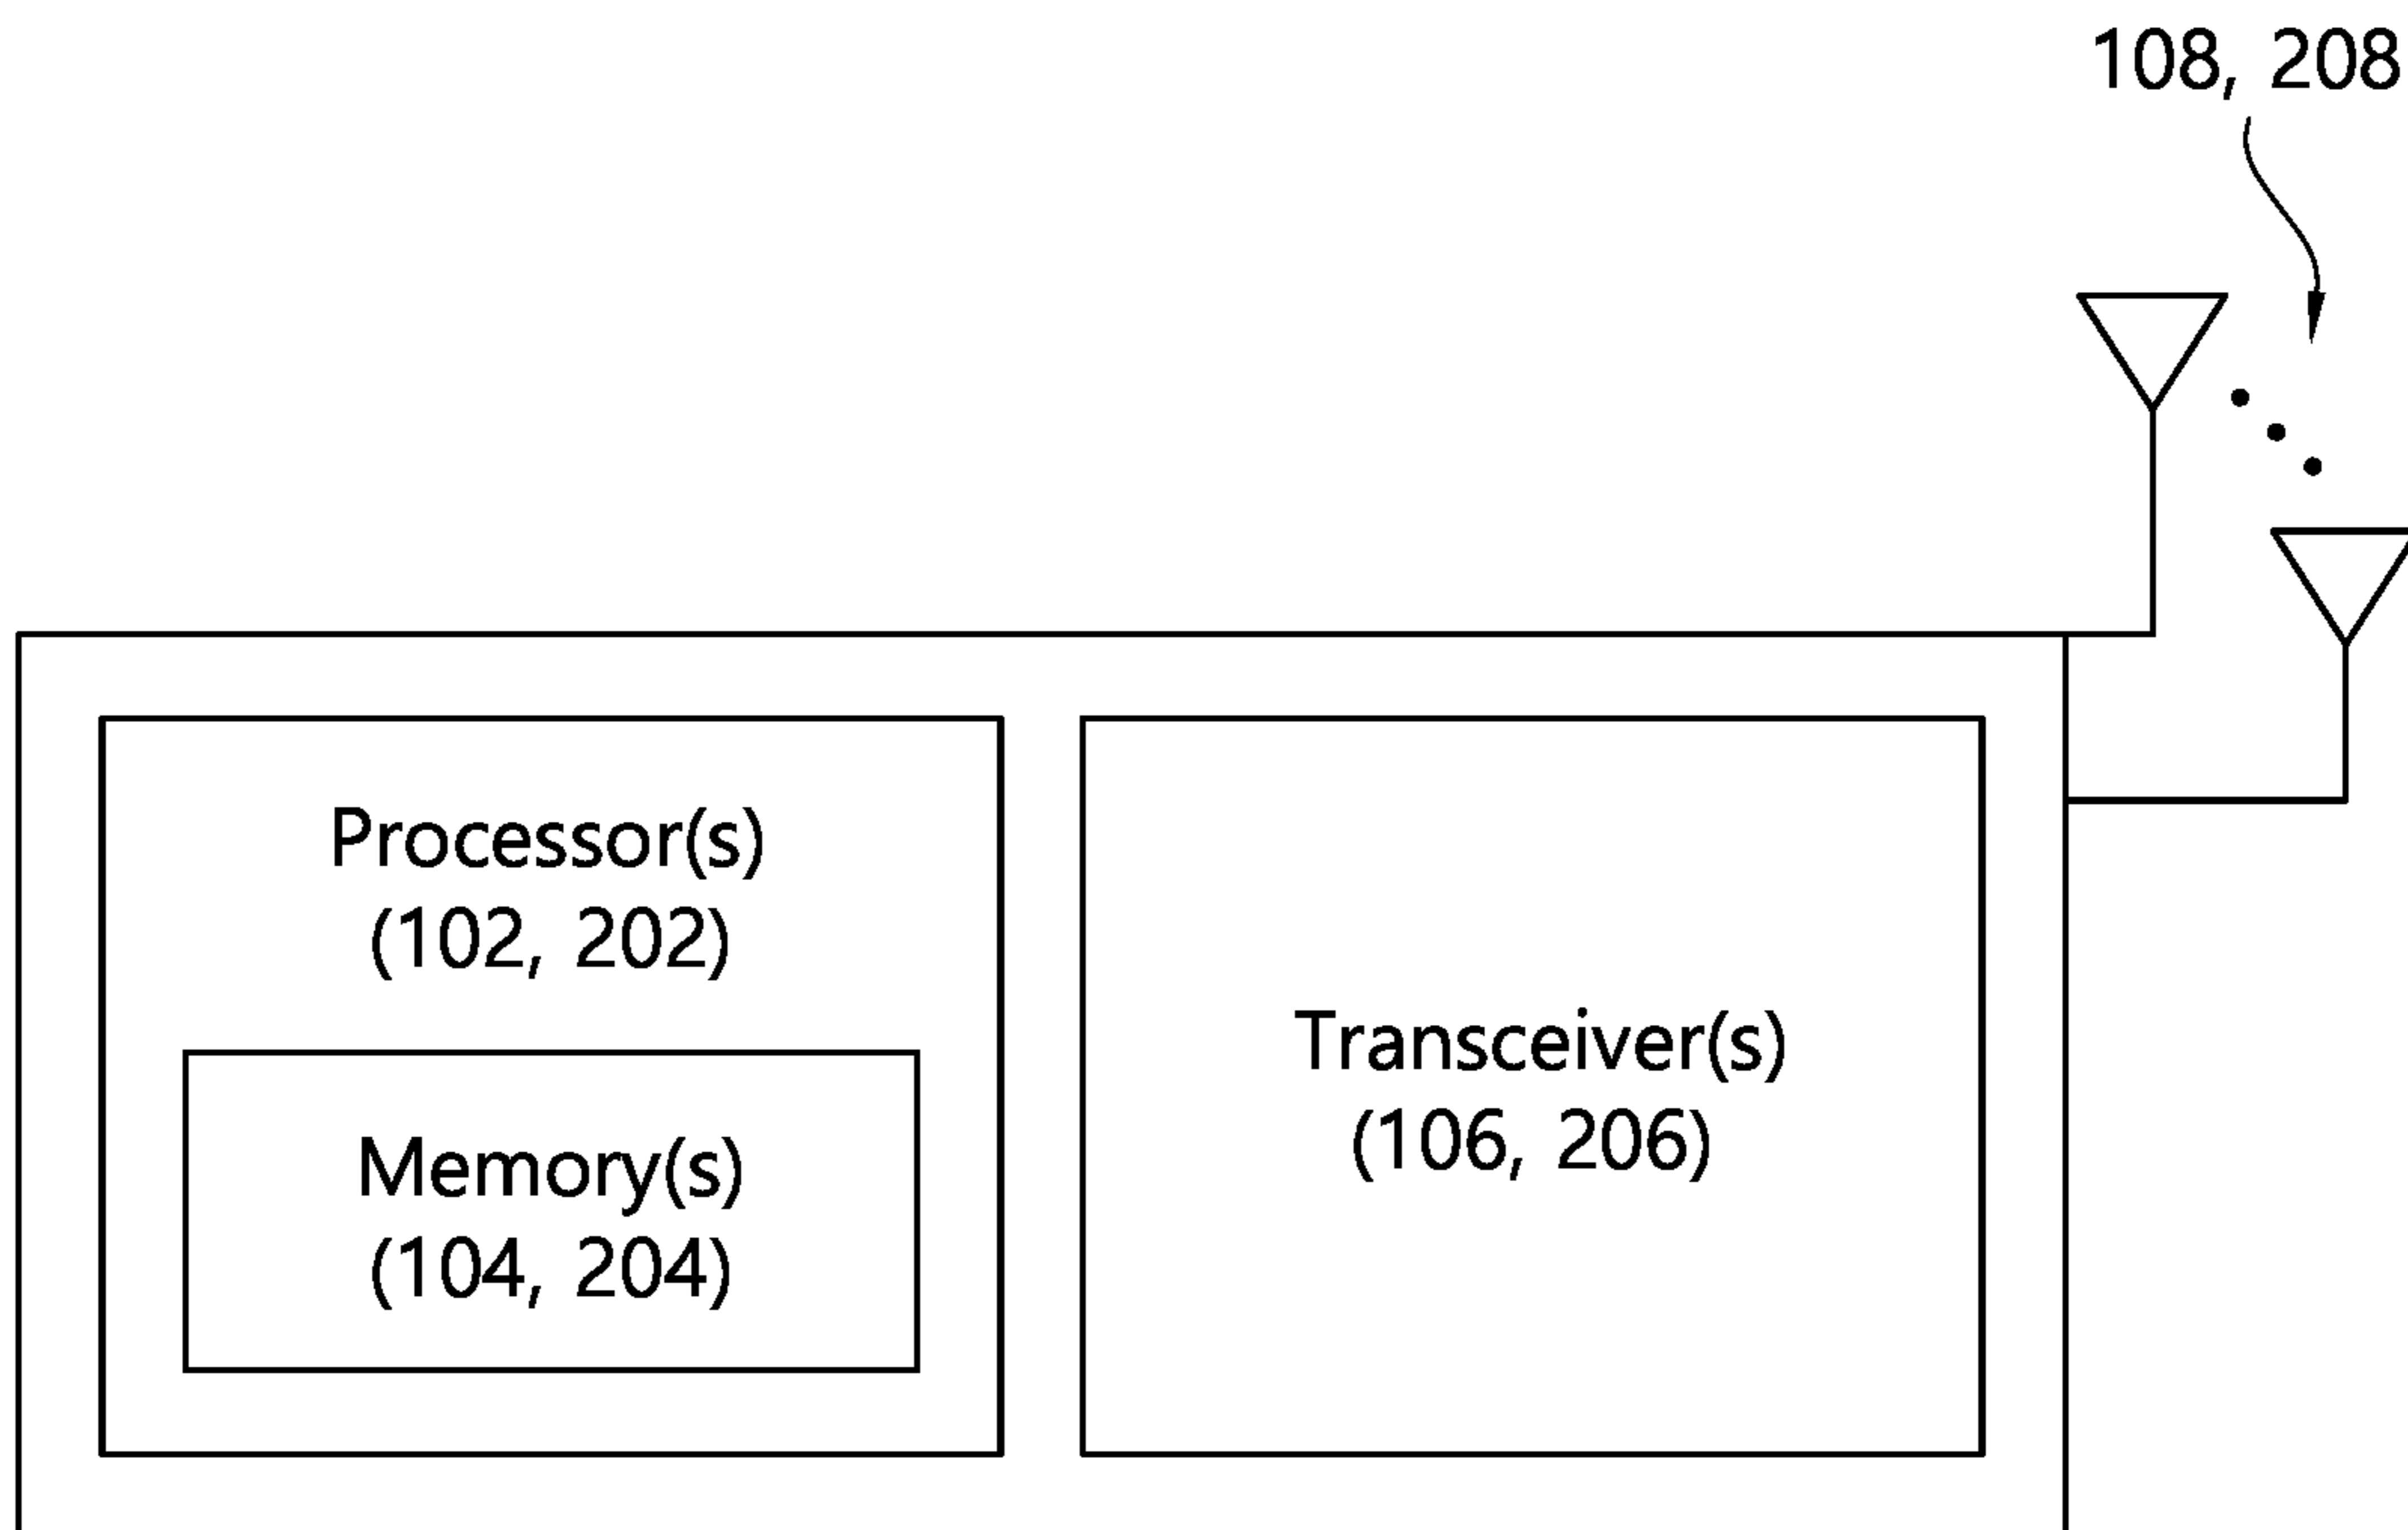 108, 208
Processor(s)
(102, 202)
Memory(s)
(104, 204)
Transceiver(s)
(106, 206)